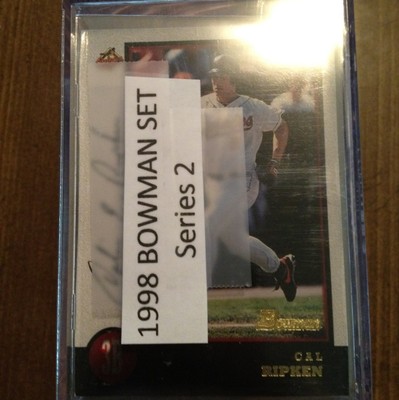 1998 BOWMAN SET
Series 2
Bowman
CAL
RIPKEN